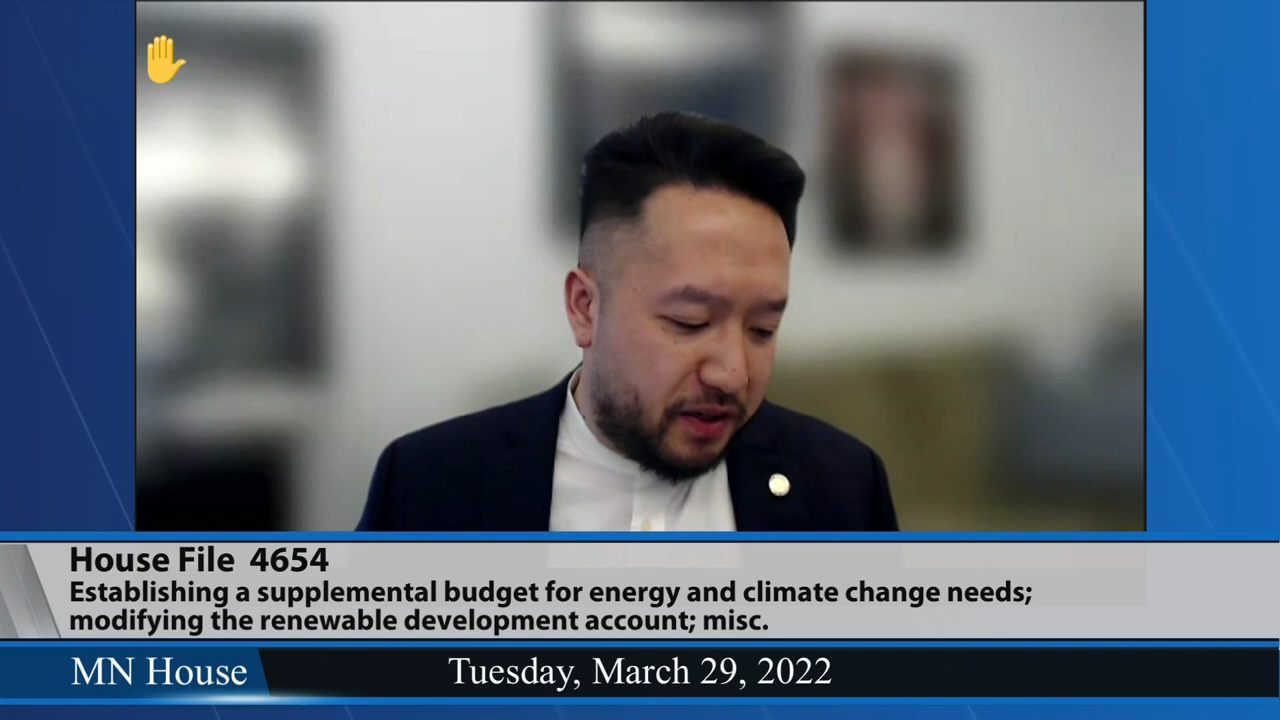 House File 4654
Establishing a supplemental budget for energy and climate change needs;
modifying the renewable development account; misc.
MN House
Tuesday, March 29, 2022